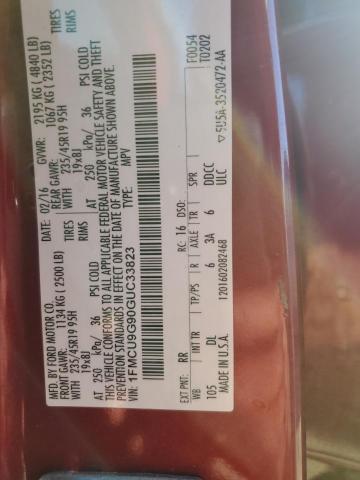 MFD. BY FORD MOTOR CO.
DATE: 02/16 GVWR: 2195 KG ( 4840 LB)
FRONT GAWR: 1134 KG ( 2500 LB) REAR GAWR: 1067 KG ( 2352 LB)
WITH 235/45R19 95H TIRES WITH 235/45R19 95H TIRES
19x8J RIMS 19x8J RIMS
AT 250 kPa/ 36 PSI COLD AT 250 kPa/ 36 PSI COLD
THIS VEHICLE CONFORMS TO ALL APPLICABLE FEDERAL MOTOR VEHICLE SAFETY AND THEFT
PREVENTION STANDARDS IN EFFECT ON THE DATE OF MANUFACTURE SHOWN ABOVE.
VIN: 1FMCU9G90GUC33823 TYPE: MPV
F0054
T0202
EXT PNT: RR RC: 16 DSO:
WB INT TR TP/PS R AXLE TR SPR
105 DL 6 3A 6 DDCC
MADE IN U.S.A. 1201602082468 ULC
▽5U5A-3520472-AA